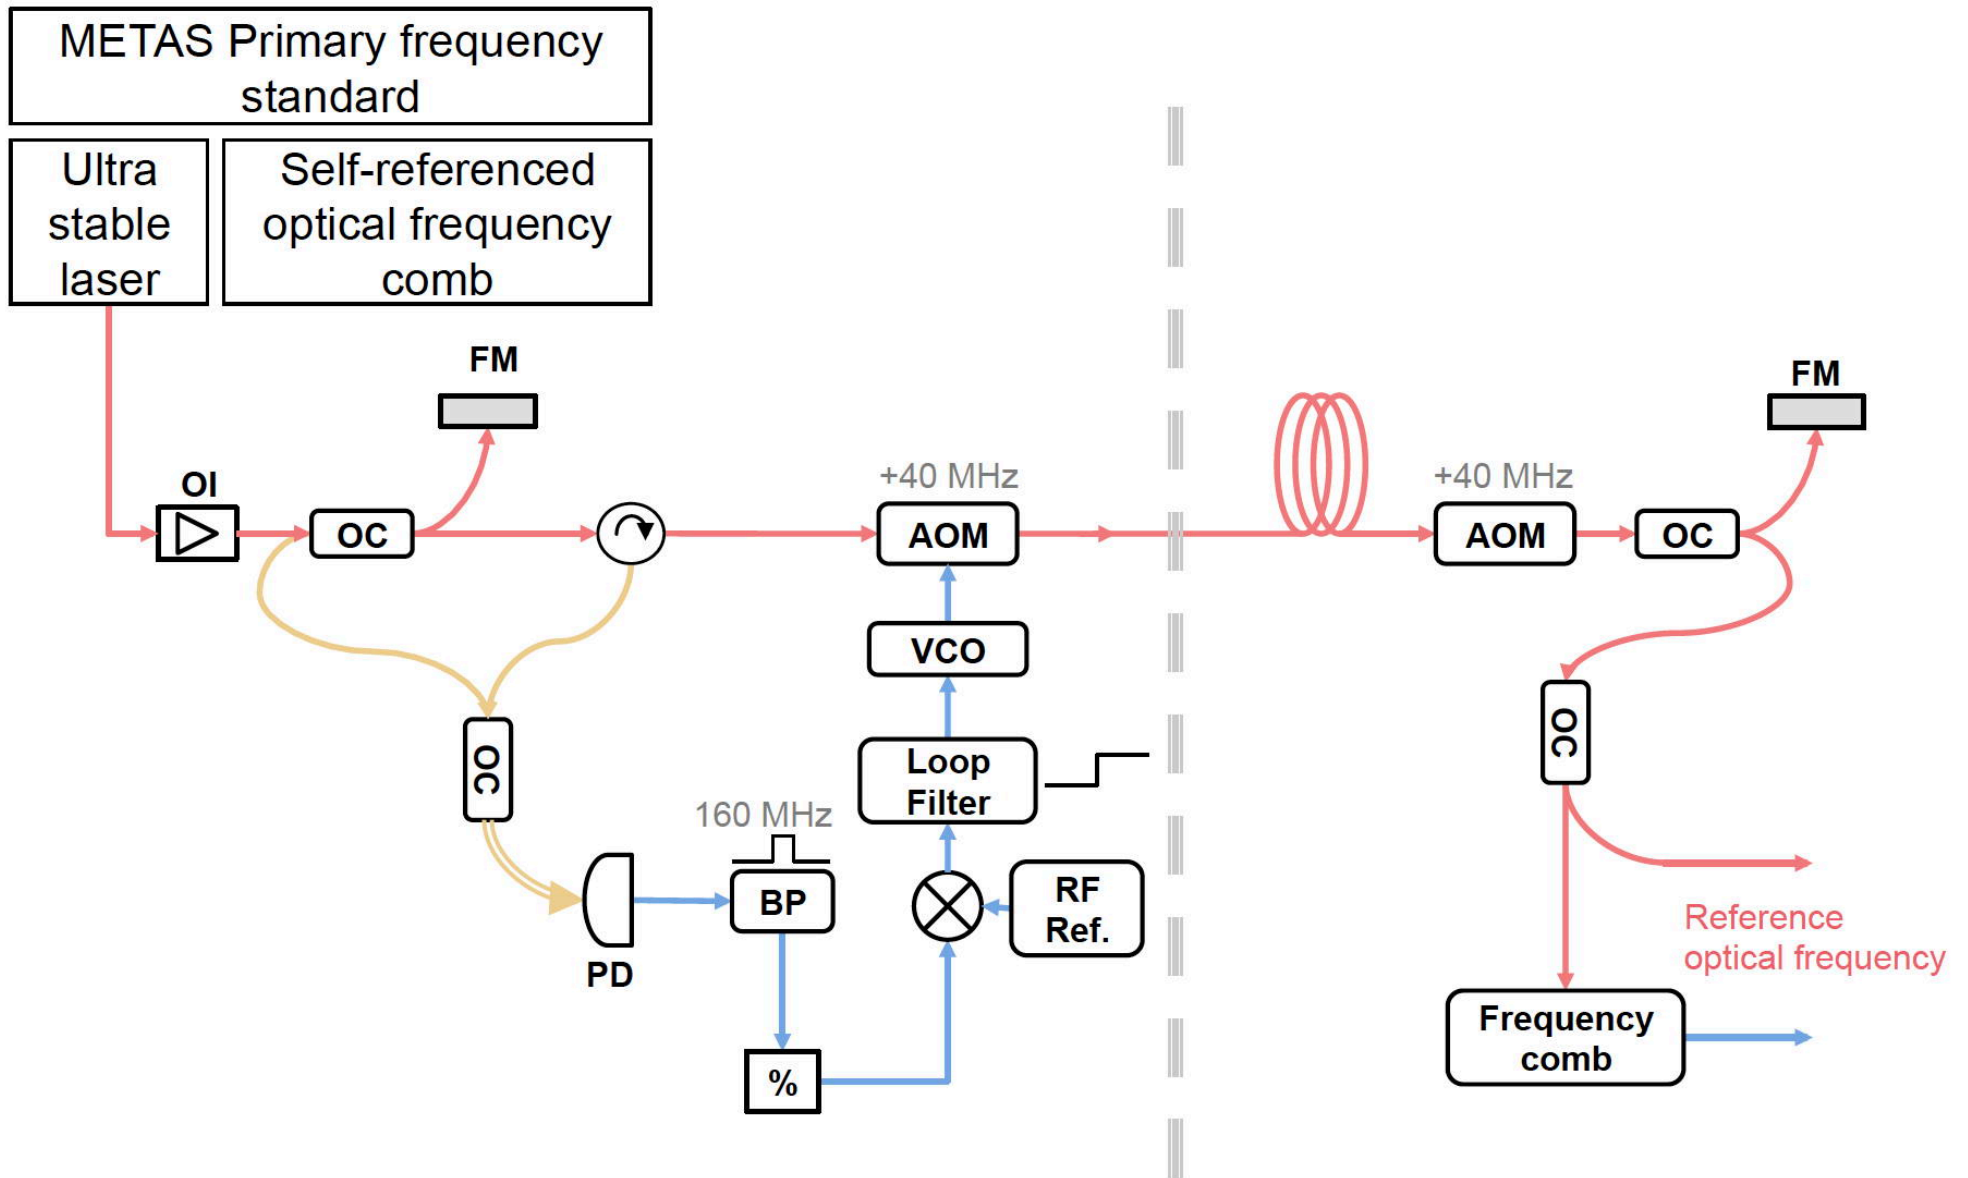 METAS Primary frequency
standard
Ultra
stable
laser
Self-referenced
optical frequency
comb
FM
FM
OI
OC
+40 MHz
AOM
+40 MHz
AOM
OC
VCO
OC
Loop
Filter
OC
160 MHz
BP
RF
Ref.
PD
%
Reference
optical frequency
Frequency
comb